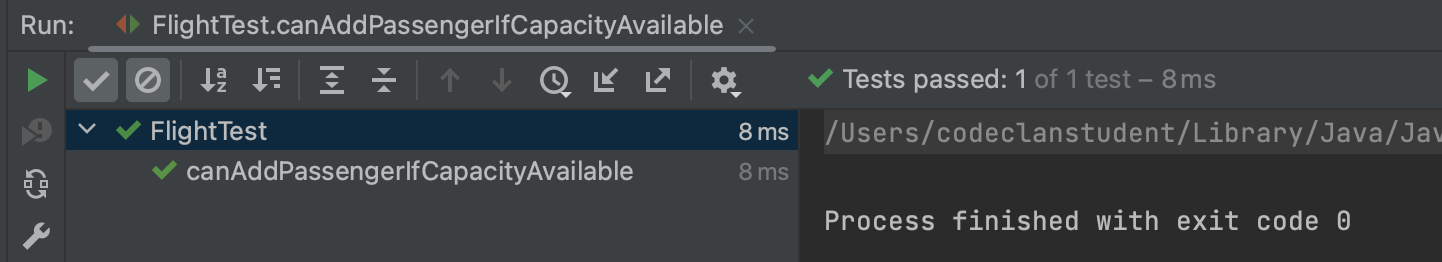 Run: FlightTest.canAddPassengerIfCapacityAvailable
Tests passed: 1 of 1 test – 8 ms
FlightTest 8 ms
canAddPassengerIfCapacityAvailable 8 ms
/Users/codeclanstudent/Library/Java/Jav
Process finished with exit code 0